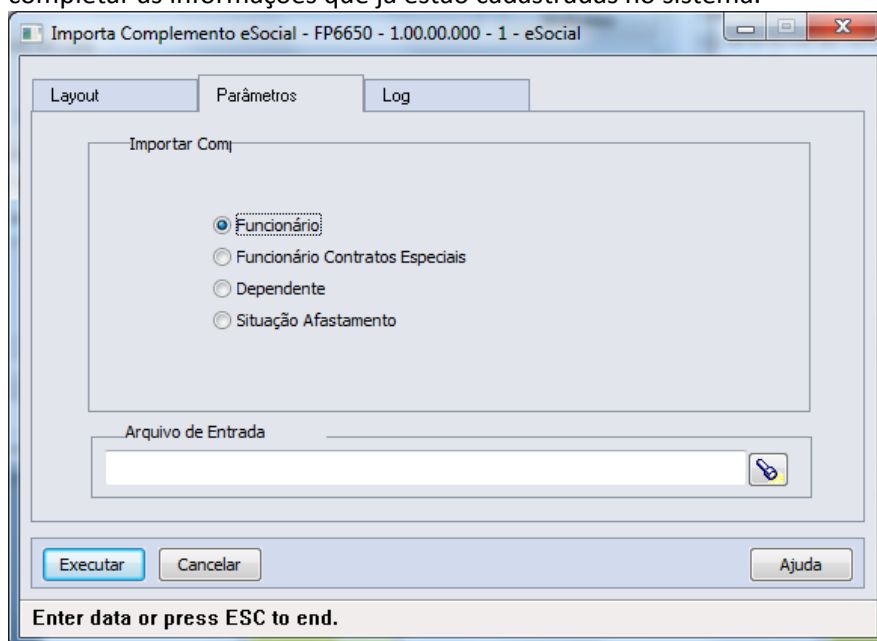 completar as informações que já estão cadastradas no sistema.
Importa Complemento eSocial - FP6650 - 1.00.00.000 - 1 - eSocial
Layout Parâmetros Log
Importar Comp
Funcionário
Funcionário Contratos Especiais
Dependente
Situação Afastamento
Arquivo de Entrada
Executar Cancelar Ajuda
Enter data or press ESC to end.